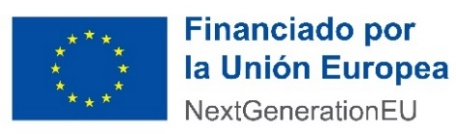 Financiado por
la Unión Europea
NextGenerationEU